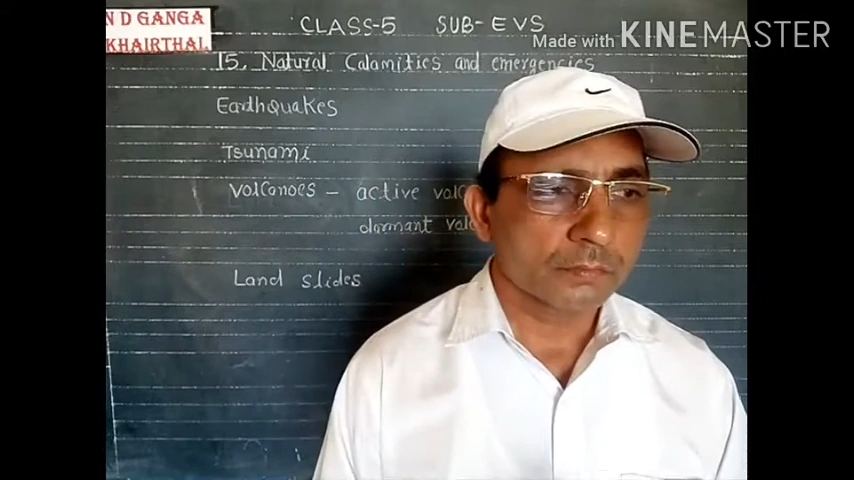 N D GANGA
KHAIRTHAL
CLASS-5 SUB- EVS
Made with KINEMASTER
15. Natural Calamities and emergencies
Earthquakes
Tsunami
Volcanoes - active
dormant
Land slides